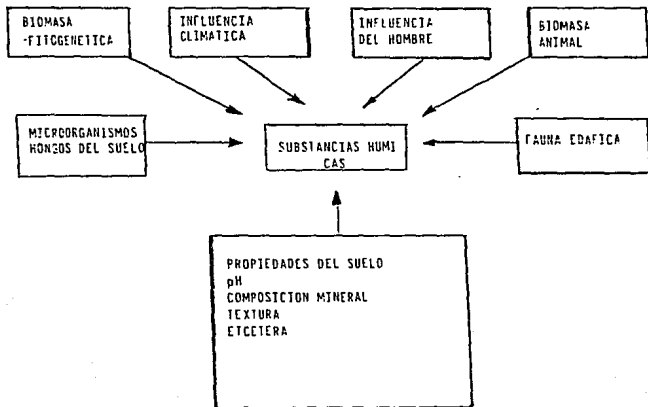 BIOMASA
-FITOGENETICA
INFLUENCIA
CLIMATICA
INFLUENCIA
DEL HOMBRE
BIOMASA
ANIMAL
MICROORGANISMOS
HONGOS DEL SUELO
SUBSTANCIAS HUMI
CAS
FAUNA EDAFICA
PROPIEDADES DEL SUELO
pH
COMPOSICION MINERAL
TEXTURA
ETCETERA